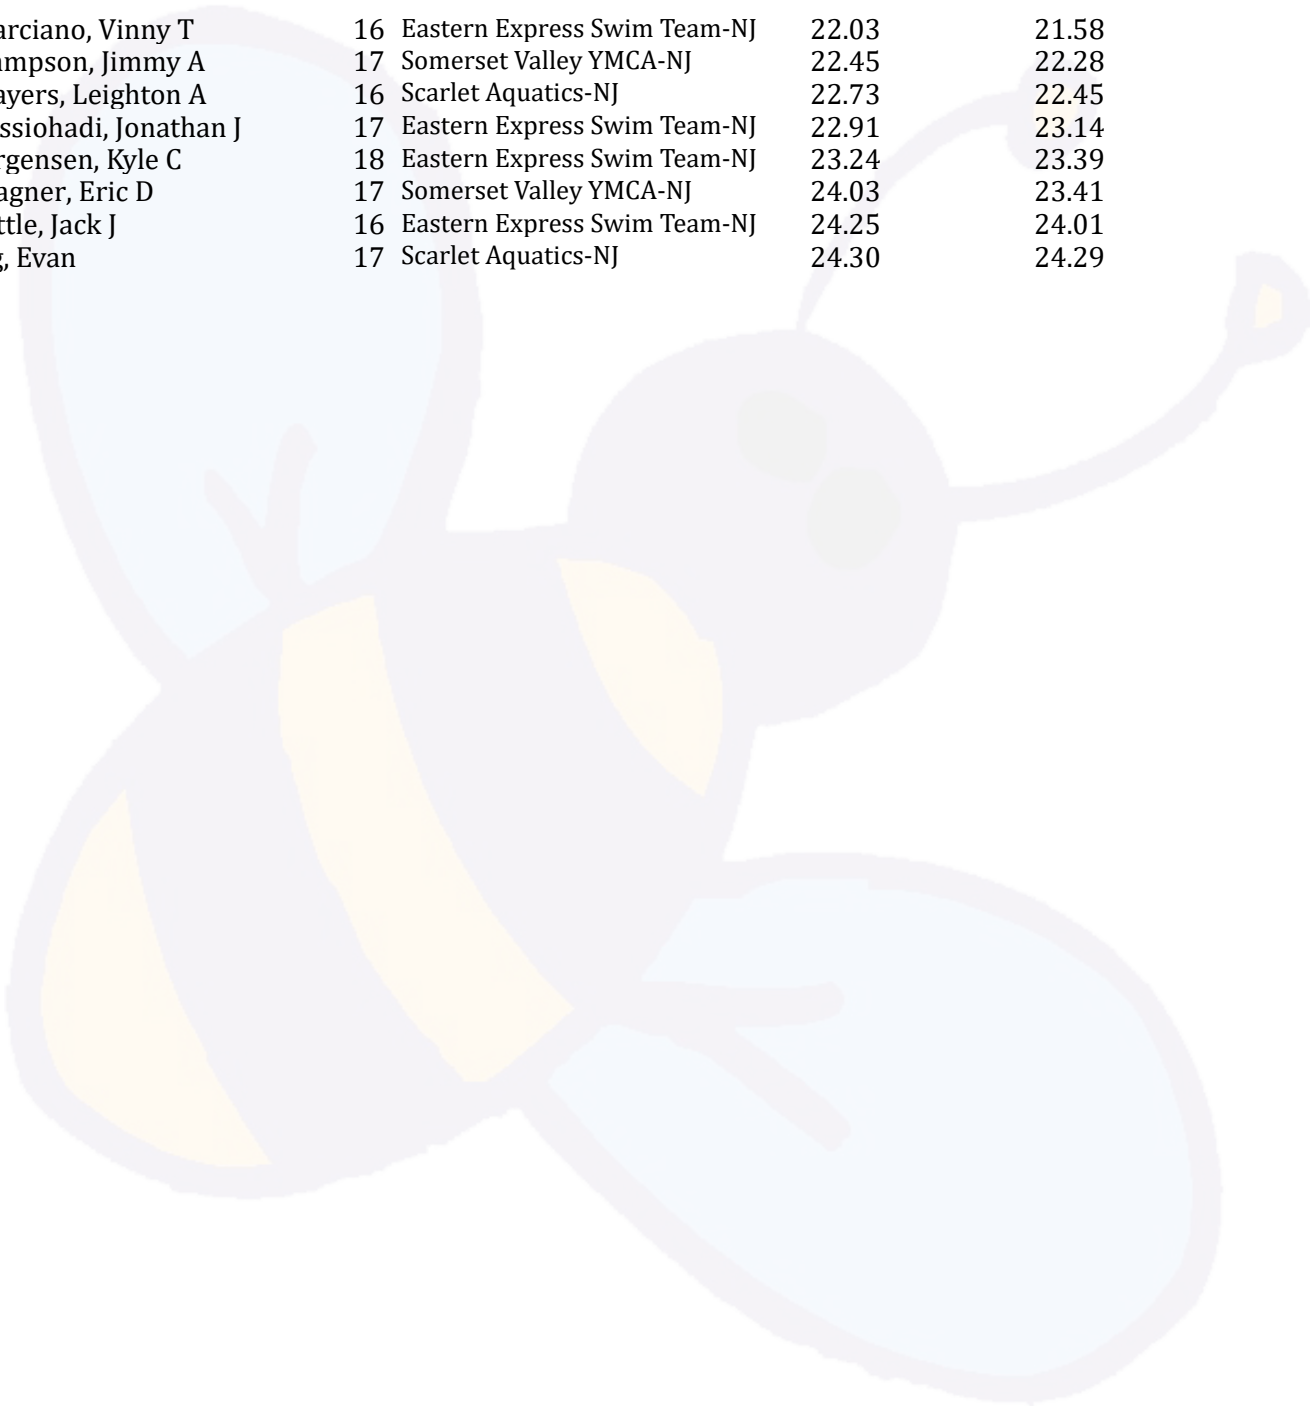 arciano, Vinny T 16 Eastern Express Swim Team-NJ 22.03 21.58
ampson, Jimmy A 17 Somerset Valley YMCA-NJ 22.45 22.28
ayers, Leighton A 16 Scarlet Aquatics-NJ 22.73 22.45
ssiohadi, Jonathan J 17 Eastern Express Swim Team-NJ 22.91 23.14
rgensen, Kyle C 18 Eastern Express Swim Team-NJ 23.24 23.39
agner, Eric D 17 Somerset Valley YMCA-NJ 24.03 23.41
ttle, Jack J 16 Eastern Express Swim Team-NJ 24.25 24.01
g, Evan 17 Scarlet Aquatics-NJ 24.30 24.29